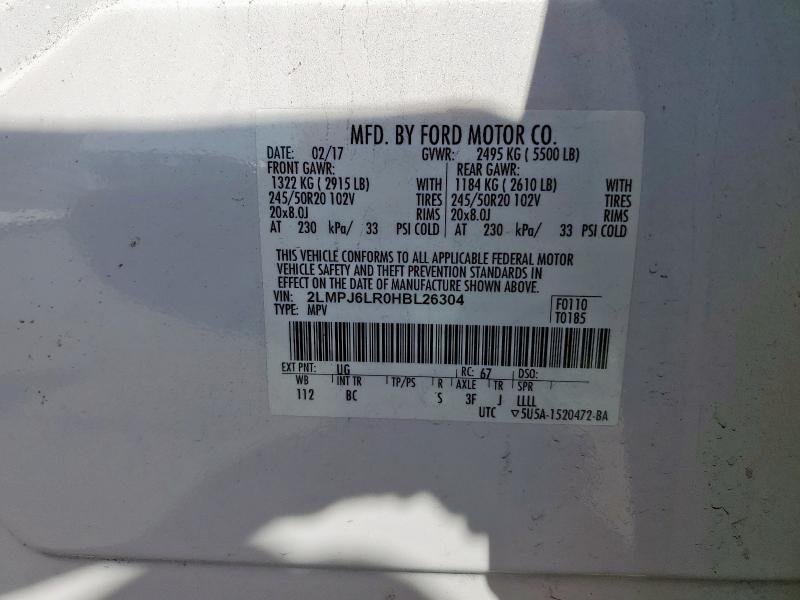 MFD. BY FORD MOTOR CO.
DATE: 02/17 GVWR: 2495 KG ( 5500 LB)
FRONT GAWR: REAR GAWR:
1322 KG ( 2915 LB) WITH 1184 KG ( 2610 LB) WITH
245/50R20 102V TIRES 245/50R20 102V TIRES
20x8.0J RIMS 20x8.0J RIMS
AT 230 kPa/ 33 PSI COLD AT 230 kPa/ 33 PSI COLD
THIS VEHICLE CONFORMS TO ALL APPLICABLE FEDERAL MOTOR
VEHICLE SAFETY AND THEFT PREVENTION STANDARDS IN
EFFECT ON THE DATE OF MANUFACTURE SHOWN ABOVE.
VIN: 2LMPJ6LR0HBL26304 F0110
TYPE: MPV T0185
EXT PNT: UG RC: 67 DSO:
WB INT TR TP/PS R AXLE TR SPR
112 BC S 3F J LLLL
UTC ▽5U5A-1520472-BA